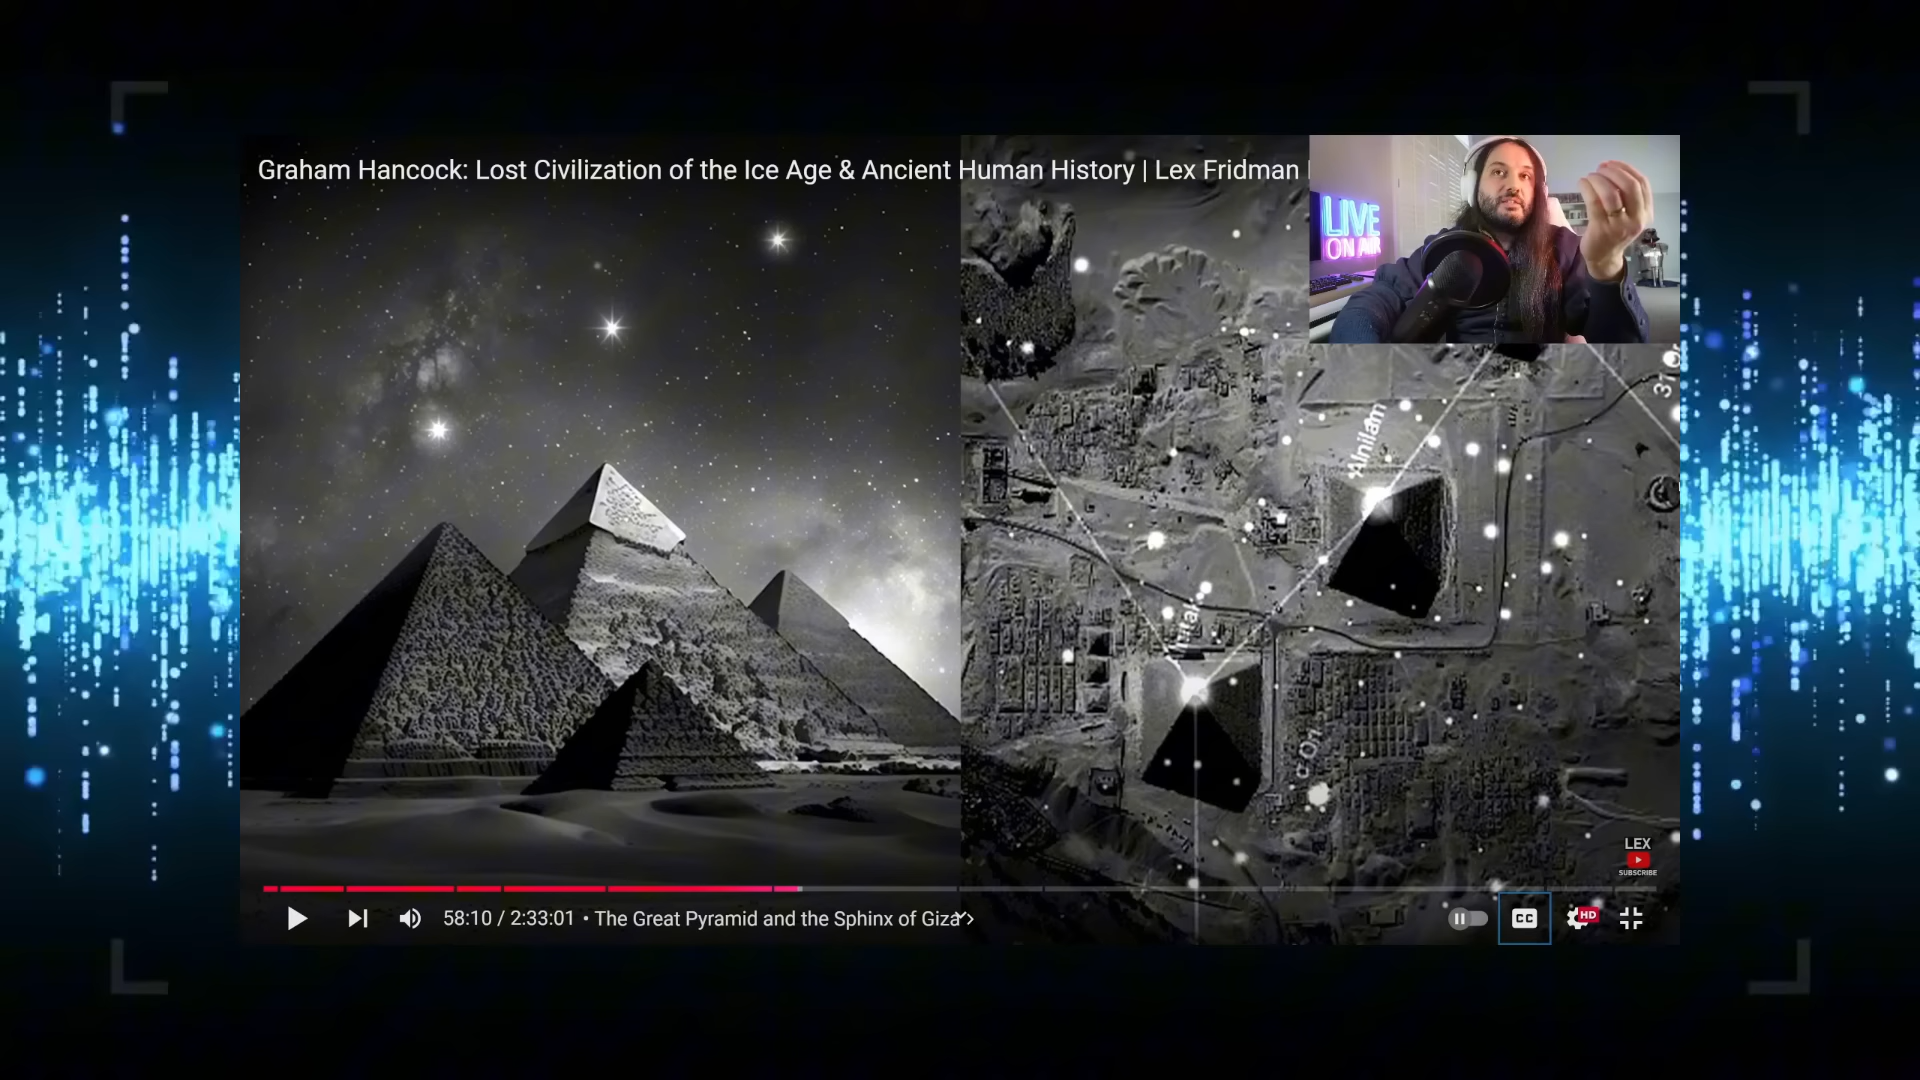 Graham Hancock: Lost Civilization of the Ice Age & Ancient Human History | Lex Fridman
LIVE
ON AIR
Alnilam
LEX
SUBSCRIBE
58:10 / 2:33:01 • The Great Pyramid and the Sphinx of Giza
CC
HD